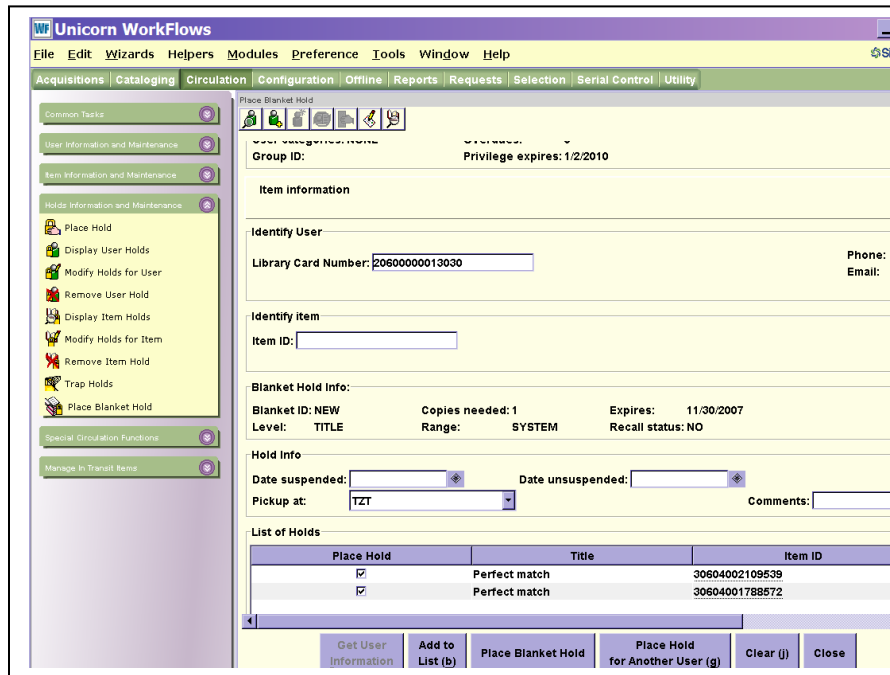 WF Unicorn WorkFlows
File Edit Wizards Helpers Modules Preference Tools Window Help
Acquisitions Cataloging Circulation Configuration Offline Reports Requests Selection Serial Control Utility
Common Tasks
User Information and Maintenance
Item Information and Maintenance
Holds Information and Maintenance
Place Hold
Display User Holds
Modify Holds for User
Remove User Hold
Display Item Holds
Modify Holds for Item
Remove Item Hold
Trap Holds
Place Blanket Hold
Special Circulation Functions
Manage In Transit Items
Place Blanket Hold
User categories: NONE Overdues: 0
Group ID: Privilege expires: 1/2/2010
Item information
Identify User
Library Card Number: 20600000013030
Phone:
Email:
Identify item
Item ID:
Blanket Hold Info:
Blanket ID: NEW Copies needed: 1 Expires: 11/30/2007
Level: TITLE Range: SYSTEM Recall status: NO
Hold Info
Date suspended: Date unsuspended:
Pickup at: TZT Comments:
List of Holds
Place Hold Title Item ID
Perfect match 30604002109539
Perfect match 30604001788572
Get User Information Add to List (b) Place Blanket Hold Place Hold for Another User (g) Clear (j) Close